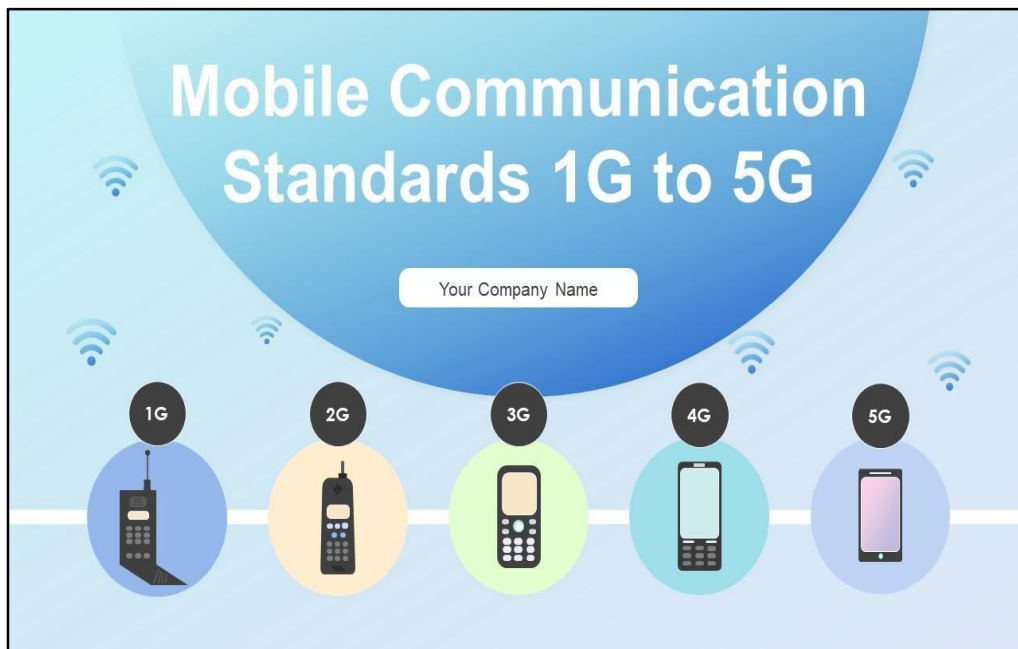 Mobile Communication
Standards 1G to 5G
Your Company Name
1G
2G
3G
4G
5G